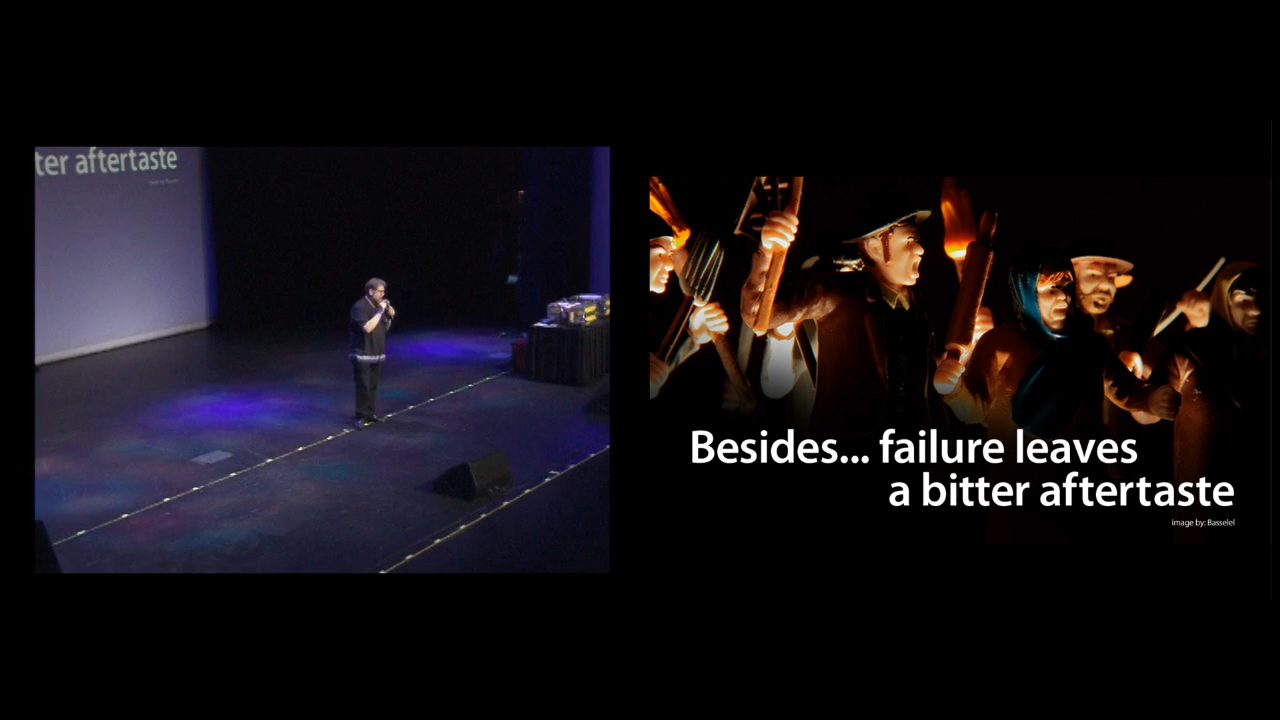 ter aftertaste
Besides... failure leaves
a bitter aftertaste
image by: Basselel